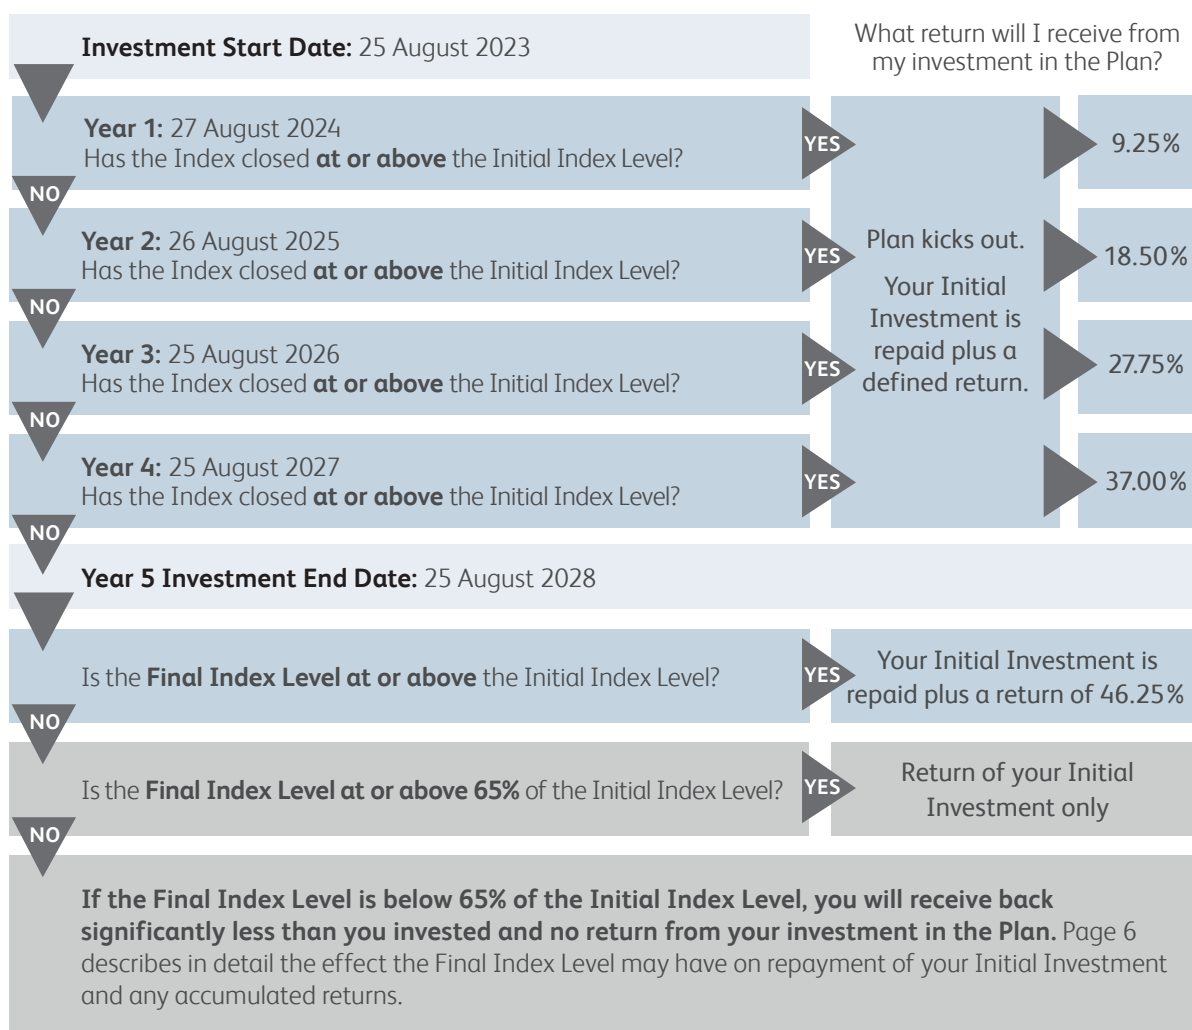 Investment Start Date: 25 August 2023
What return will I receive from
my investment in the Plan?
Year 1: 27 August 2024
Has the Index closed at or above the Initial Index Level?
YES
9.25%
NO
Year 2: 26 August 2025
Has the Index closed at or above the Initial Index Level?
YES
18.50%
NO
Year 3: 25 August 2026
Has the Index closed at or above the Initial Index Level?
YES
27.75%
NO
Year 4: 25 August 2027
Has the Index closed at or above the Initial Index Level?
YES
37.00%
Plan kicks out.
Your Initial
Investment is
repaid plus a
defined return.
NO
Year 5 Investment End Date: 25 August 2028
Is the Final Index Level at or above the Initial Index Level?
YES
Your Initial Investment is
repaid plus a return of 46.25%
NO
Is the Final Index Level at or above 65% of the Initial Index Level?
YES
Return of your Initial
Investment only
NO
If the Final Index Level is below 65% of the Initial Index Level, you will receive back
significantly less than you invested and no return from your investment in the Plan. Page 6
describes in detail the effect the Final Index Level may have on repayment of your Initial Investment
and any accumulated returns.